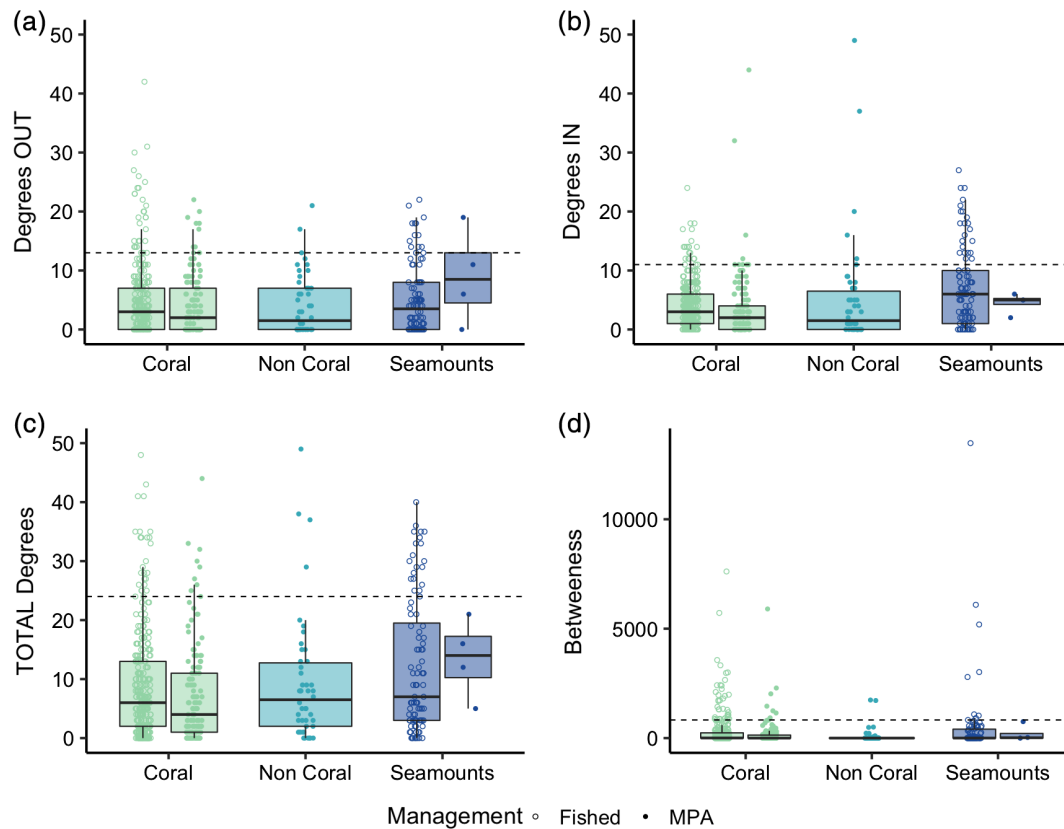 (a)
50
40
30
20
10
0
Degrees OUT
Coral Non Coral Seamounts
(b)
50
40
30
20
10
0
Degrees IN
Coral Non Coral Seamounts
(c)
50
40
30
20
10
0
TOTAL Degrees
Coral Non Coral Seamounts
(d)
10000
5000
0
Betweeness
Coral Non Coral Seamounts
Management Fished MPA